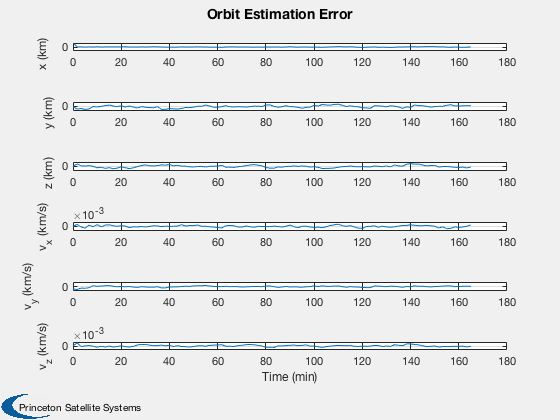 Orbit Estimation Error
x (km)
0
0 20 40 60 80 100 120 140 160 180
y (km)
0
0 20 40 60 80 100 120 140 160 180
z (km)
0
0 20 40 60 80 100 120 140 160 180
v_x (km/s)
×10^-3
0
0 20 40 60 80 100 120 140 160 180
v_y (km/s)
0
0 20 40 60 80 100 120 140 160 180
v_z (km/s)
×10^-3
0
0 20 40 60 80 100 120 140 160 180
Time (min)
Princeton Satellite Systems